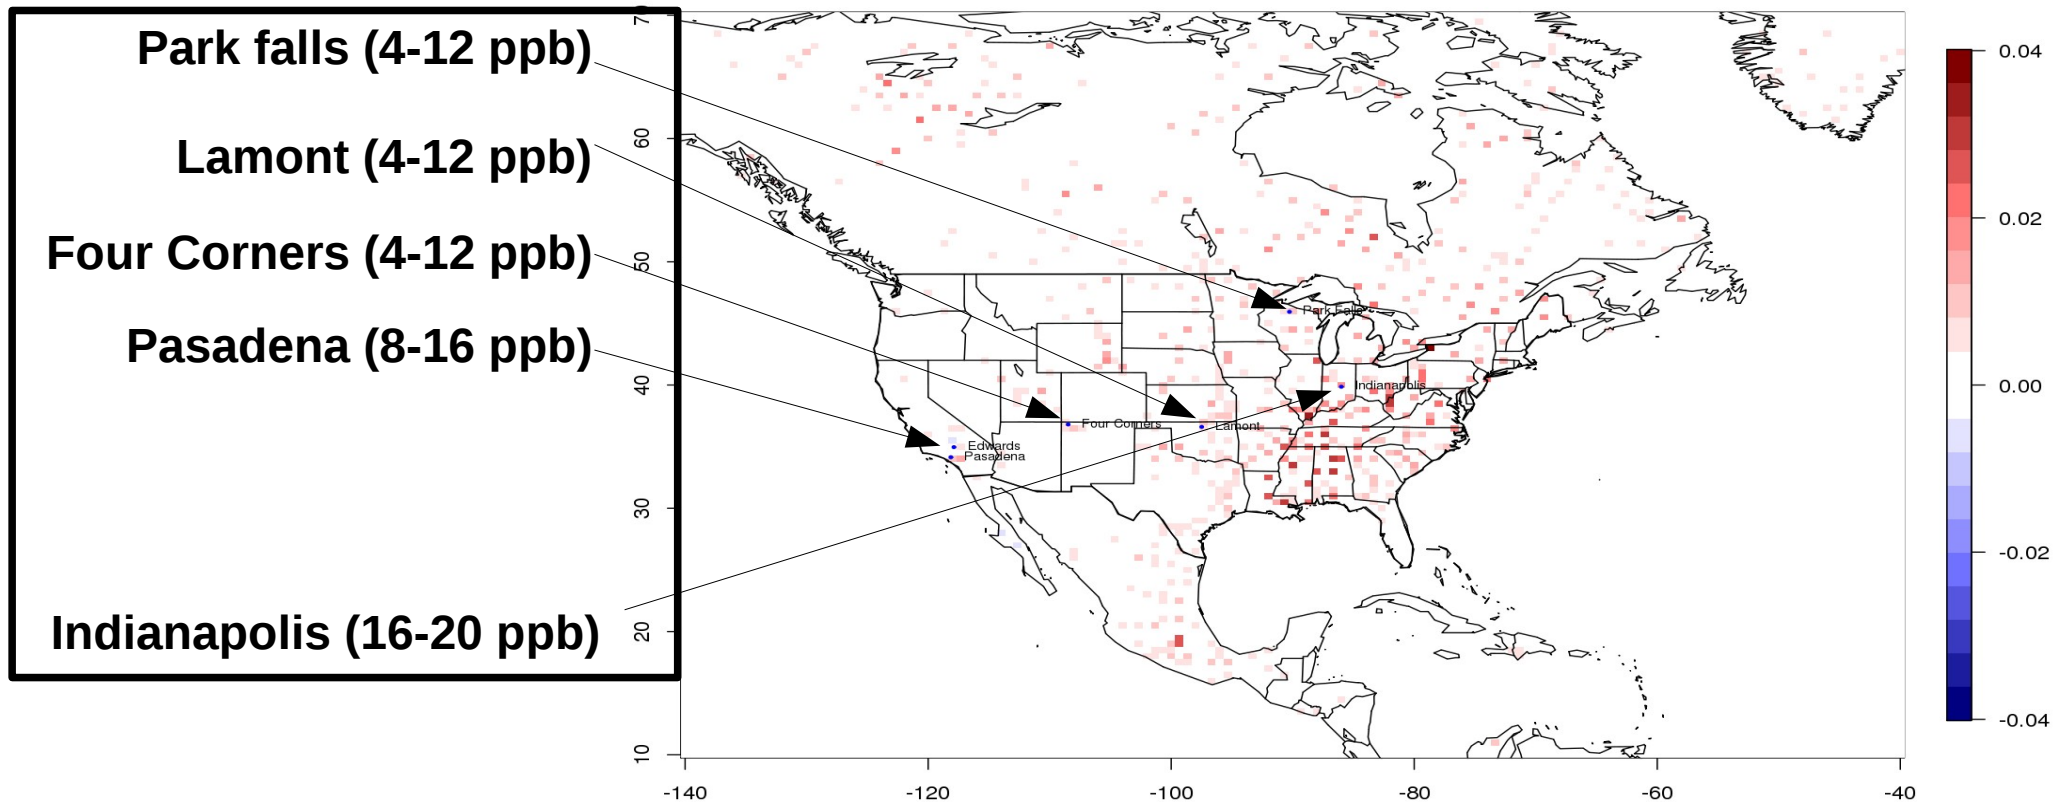 Park falls (4-12 ppb)
Lamont (4-12 ppb)
Four Corners (4-12 ppb)
Pasadena (8-16 ppb)
Indianapolis (16-20 ppb)
60
50
40
30
20
10
-140
-120
-100
-80
-60
-40
Park Falls
Indianapolis
Four Corners
Lamont
Edwards
Pasadena
0.04
0.02
0.00
-0.02
-0.04